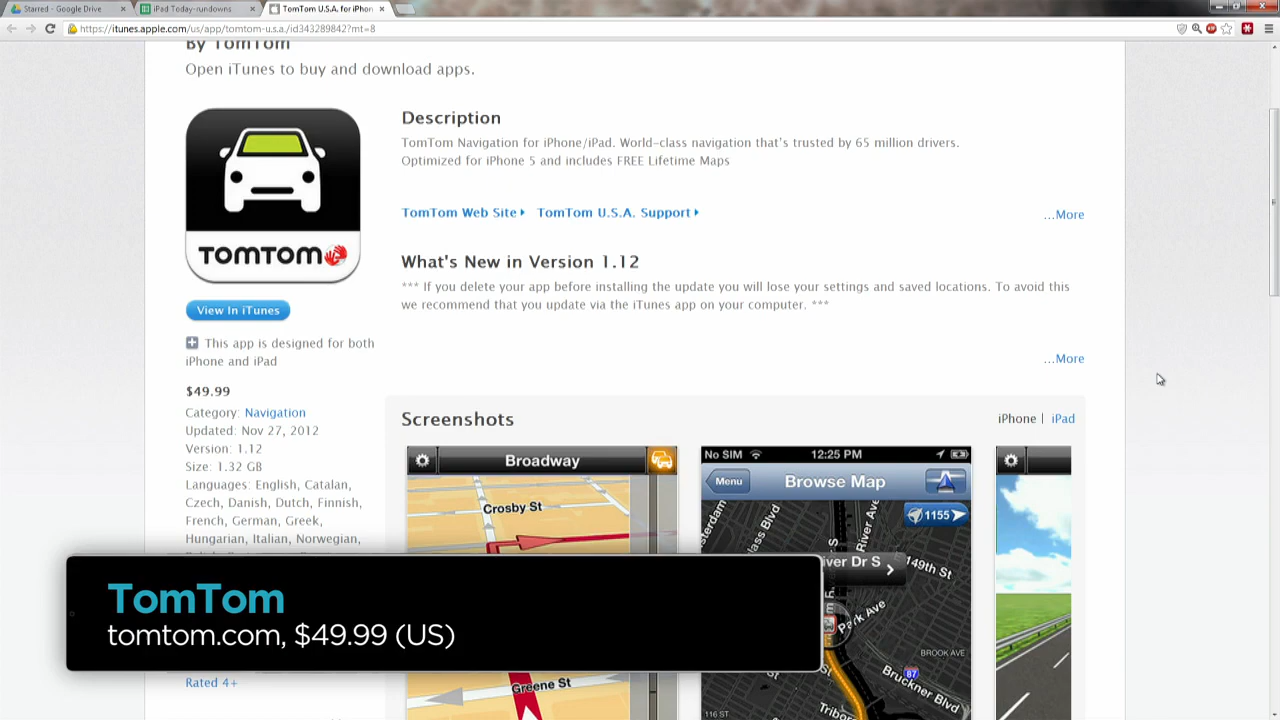 Starred - Google Drive
iPad Today-rundowns
TomTom U.S.A. for iPhon
https://itunes.apple.com/us/app/tomtom-u.s.a./id343289842?mt=8
By TomTom
Open iTunes to buy and download apps.
TOMTOM
View In iTunes
This app is designed for both
iPhone and iPad
$49.99
Category: Navigation
Updated: Nov 27, 2012
Version: 1.12
Size: 1.32 GB
Languages: English, Catalan,
Czech, Danish, Dutch, Finnish,
French, German, Greek,
Hungarian, Italian, Norwegian,
Rated 4+
Description
TomTom Navigation for iPhone/iPad. World-class navigation that's trusted by 65 million drivers.
Optimized for iPhone 5 and includes FREE Lifetime Maps
TomTom Web Site
TomTom U.S.A. Support
...More
What's New in Version 1.12
*** If you delete your app before installing the update you will lose your settings and saved locations. To avoid this
we recommend that you update via the iTunes app on your computer. ***
...More
Screenshots
iPhone | iPad
Broadway
Crosby St
Greene St
No SIM
12:25 PM
Menu
Browse Map
1155
River Ave
iver Dr S
149th St
Park Ave
BROOK AVE
87
Bruckner Blvd
116 ST
Tribor
TomTom
tomtom.com, $49.99 (US)